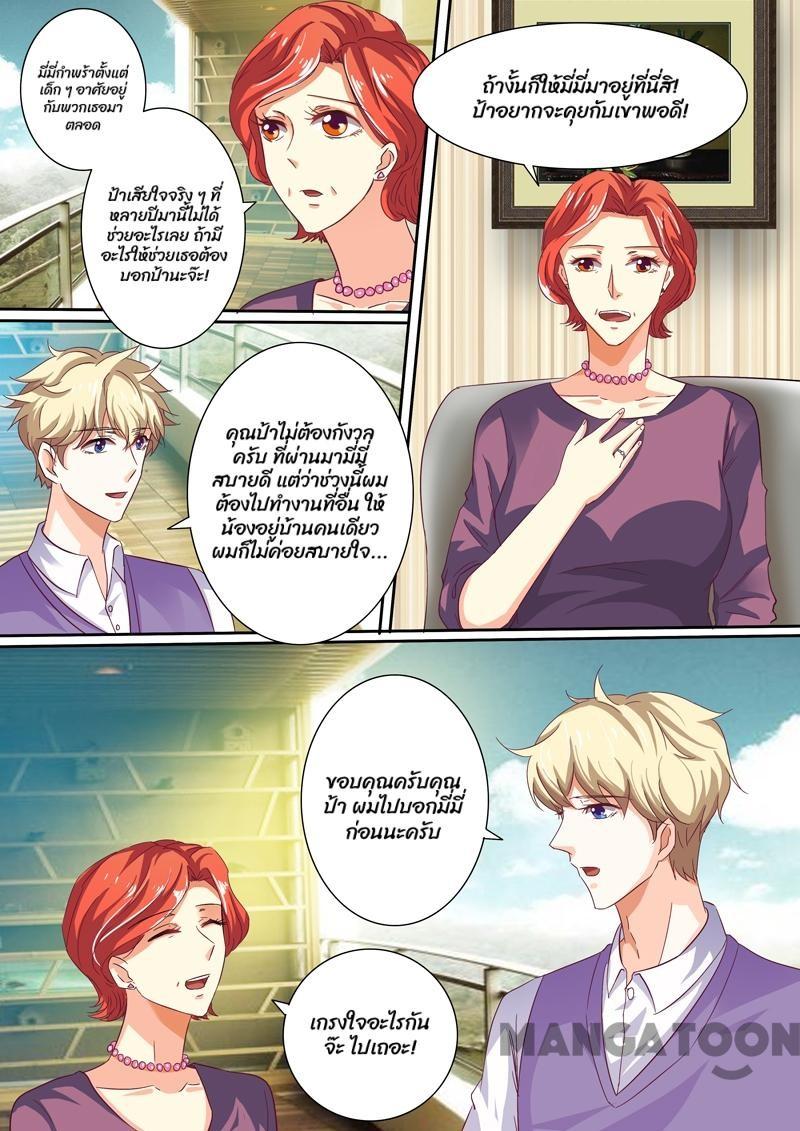 มี่มี่กำพร้าตั้งแต่
เด็ก ๆ อาศัยอยู่
กับพวกเธอมา
ตลอด
ป้าเสียใจจริง ๆ ที่
หลายปีมานี้ไม่ได้
ช่วยอะไรเลย ถ้ามี
อะไรให้ช่วยเธอต้อง
บอกป้านะจ๊ะ!
คุณป้าไม่ต้องกังวล
ครับ ที่ผ่านมามี่มี่
สบายดี แต่ว่าช่วงนี้ผม
ต้องไปทำงานที่อื่น ให้
น้องอยู่บ้านคนเดียว
ผมก็ไม่ค่อยสบายใจ...
ถ้างั้นก็ให้มี่มี่มาอยู่ที่นี่สิ!
ป้าอยากจะคุยกับเขาพอดี!
ขอบคุณครับคุณ
ป้า ผมไปบอกมี่มี่
ก่อนนะครับ
เกรงใจอะไรกัน
จ๊ะ ไปเถอะ!
MANGATOON